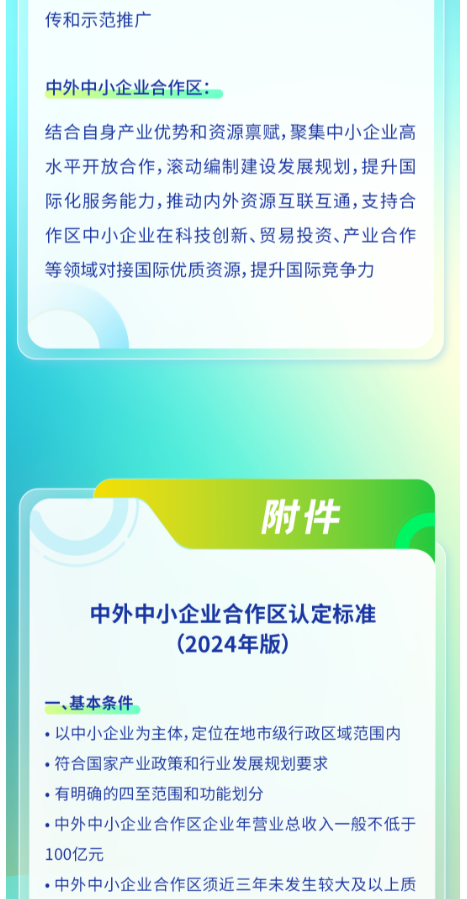 传和示范推广
中外中小企业合作区：
结合自身产业优势和资源禀赋，聚集中小企业高
水平开放合作，滚动编制建设发展规划，提升国
际化服务能力，推动内外资源互联互通，支持合
作区中小企业在科技创新、贸易投资、产业合作
等领域对接国际优质资源，提升国际竞争力
附件
中外中小企业合作区认定标准
（2024年版）
一、基本条件
• 以中小企业为主体，定位在地市级行政区域范围内
• 符合国家产业政策和行业发展规划要求
• 有明确的四至范围和功能划分
• 中外中小企业合作区企业年营业总收入一般不低于
100亿元
• 中外中小企业合作区须近三年未发生较大及以上质